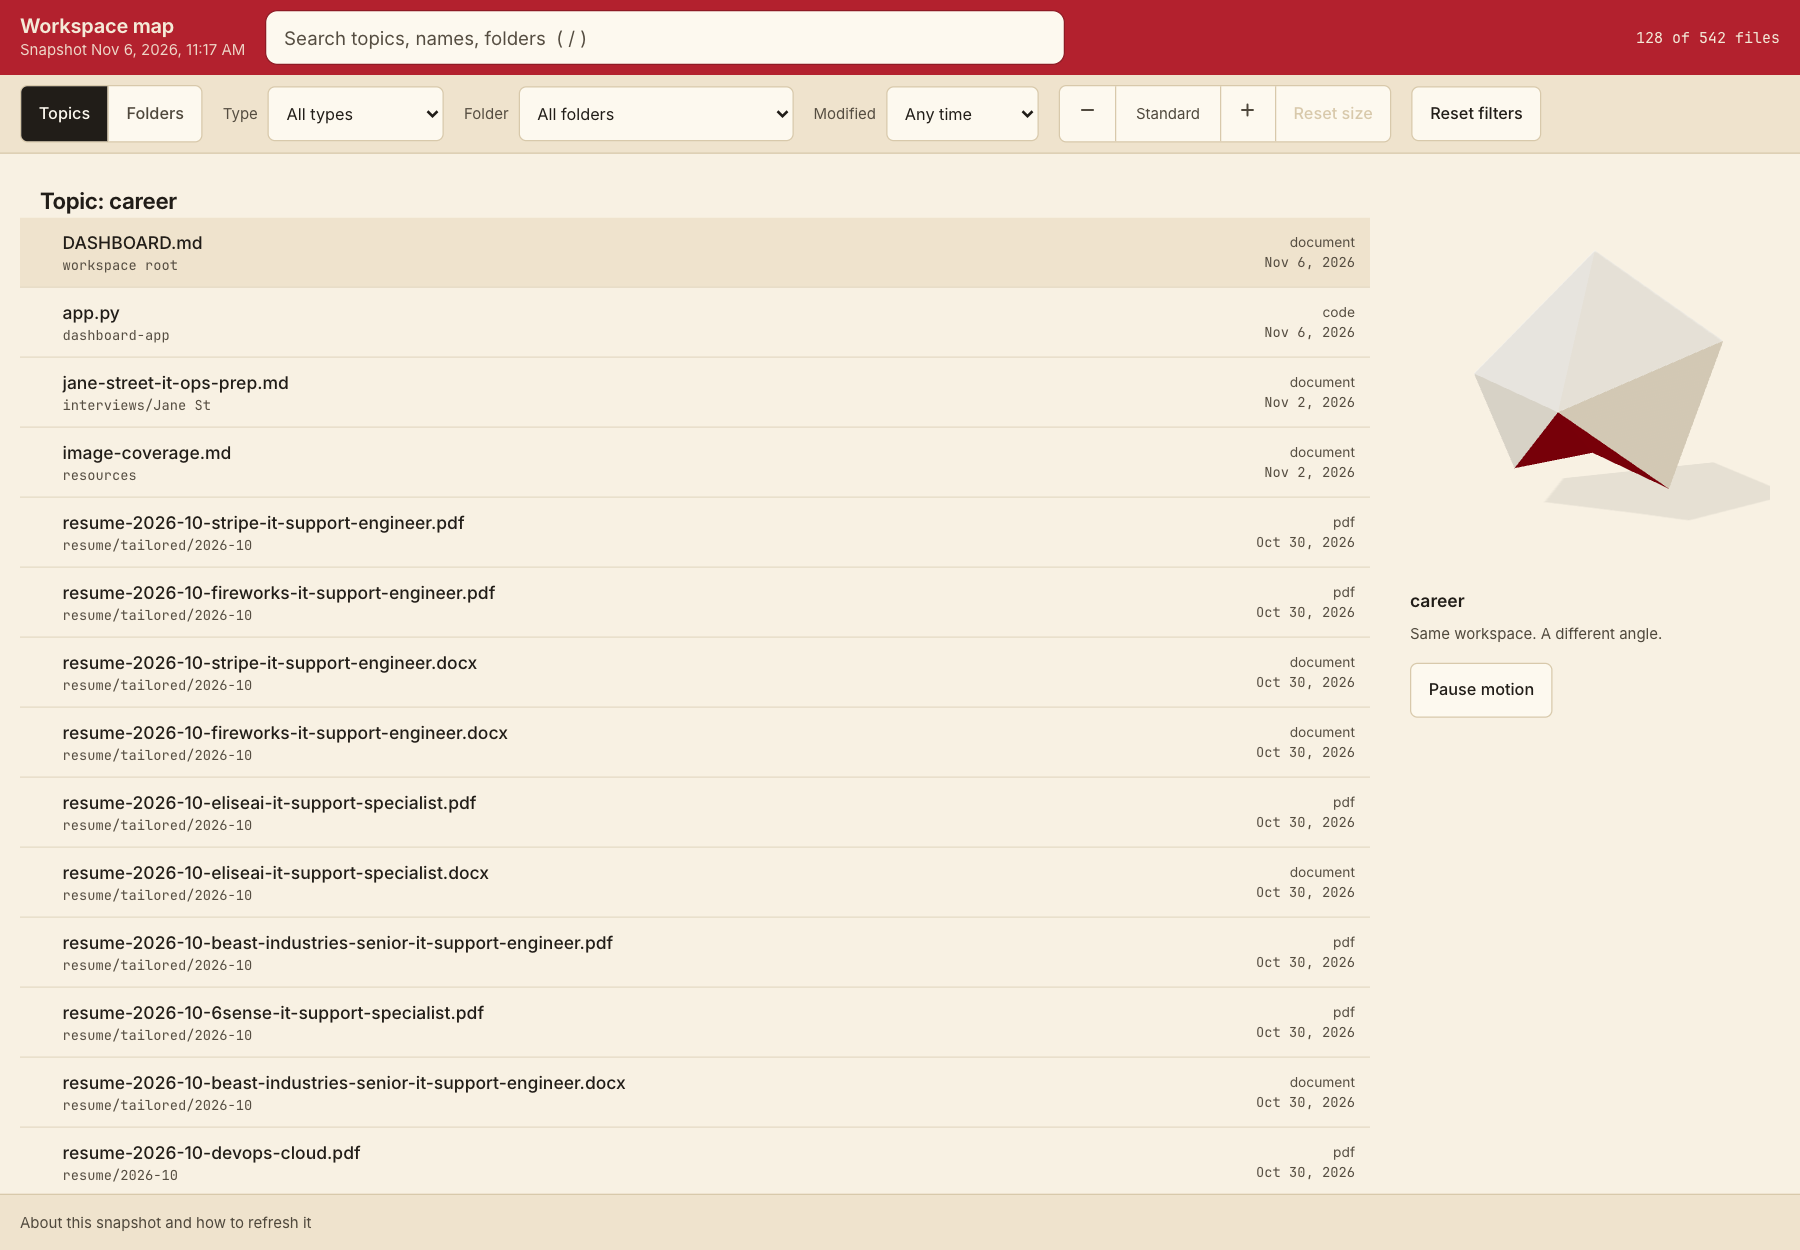 Workspace map
Snapshot Nov 6, 2026, 11:17 AM
Search topics, names, folders ( / )
128 of 542 files
Topics
Folders
Type
All types
Folder
All folders
Modified
Any time
−
Standard
+
Reset size
Reset filters
Topic: career
DASHBOARD.md
workspace root
document
Nov 6, 2026
app.py
dashboard-app
code
Nov 6, 2026
jane-street-it-ops-prep.md
interviews/Jane St
document
Nov 2, 2026
image-coverage.md
resources
document
Nov 2, 2026
resume-2026-10-stripe-it-support-engineer.pdf
resume/tailored/2026-10
pdf
Oct 30, 2026
resume-2026-10-fireworks-it-support-engineer.pdf
resume/tailored/2026-10
pdf
Oct 30, 2026
resume-2026-10-stripe-it-support-engineer.docx
resume/tailored/2026-10
document
Oct 30, 2026
resume-2026-10-fireworks-it-support-engineer.docx
resume/tailored/2026-10
document
Oct 30, 2026
resume-2026-10-eliseai-it-support-specialist.pdf
resume/tailored/2026-10
pdf
Oct 30, 2026
resume-2026-10-eliseai-it-support-specialist.docx
resume/tailored/2026-10
document
Oct 30, 2026
resume-2026-10-beast-industries-senior-it-support-engineer.pdf
resume/tailored/2026-10
pdf
Oct 30, 2026
resume-2026-10-6sense-it-support-specialist.pdf
resume/tailored/2026-10
pdf
Oct 30, 2026
resume-2026-10-beast-industries-senior-it-support-engineer.docx
resume/tailored/2026-10
document
Oct 30, 2026
resume-2026-10-devops-cloud.pdf
resume/2026-10
pdf
Oct 30, 2026
career
Same workspace. A different angle.
Pause motion
About this snapshot and how to refresh it